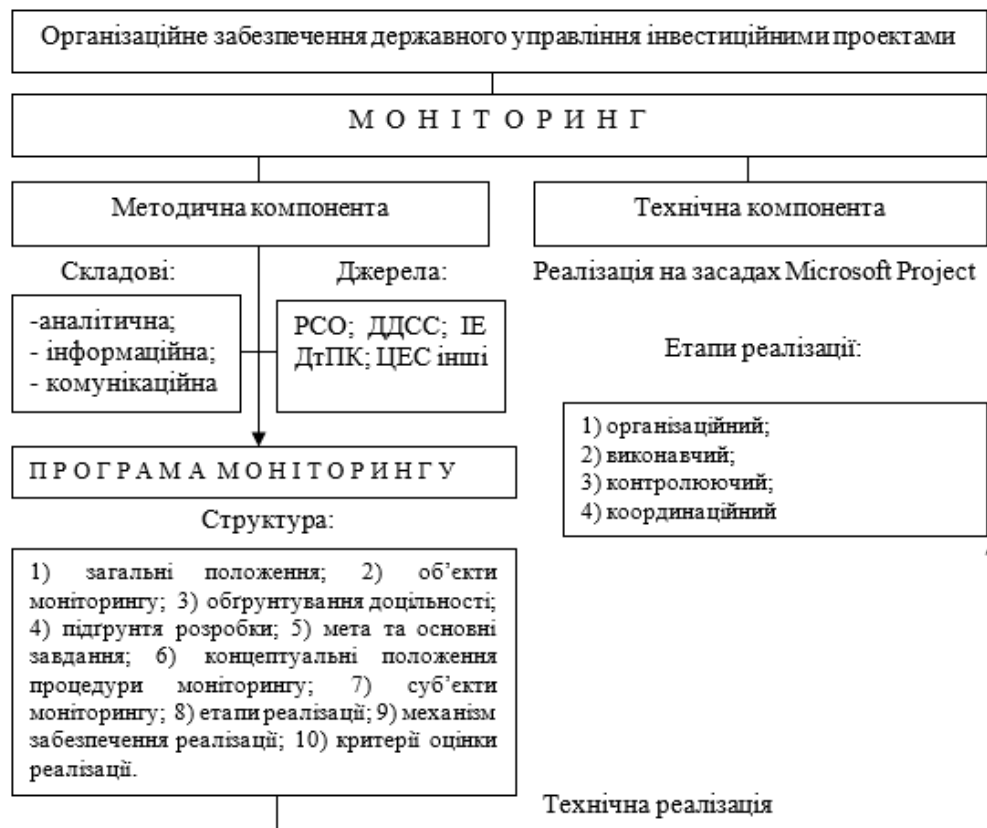 Організаційне забезпечення державного управління інвестиційними проектами
М О Н І Т О Р И Н Г
Методична компонента
Технічна компонента
Складові:
Джерела:
Реалізація на засадах Microsoft Project
-аналітична;
- інформаційна;
- комунікаційна
РСО; ДДСС; ІЕ
ДтПК; ЦЕС інші
Етапи реалізації:
1) організаційний;
2) виконавчий;
3) контролюючий;
4) координаційний
П Р О Г Р А М А М О Н І Т О Р И Н Г У
Структура:
1) загальні положення; 2) об’єкти
моніторингу; 3) обґрунтування доцільності;
4) підґрунтя розробки; 5) мета та основні
завдання; 6) концептуальні положення
процедури моніторингу; 7) суб’єкти
моніторингу; 8) етапи реалізації; 9) механізм
забезпечення реалізації; 10) критерії оцінки
реалізації.
Технічна реалізація